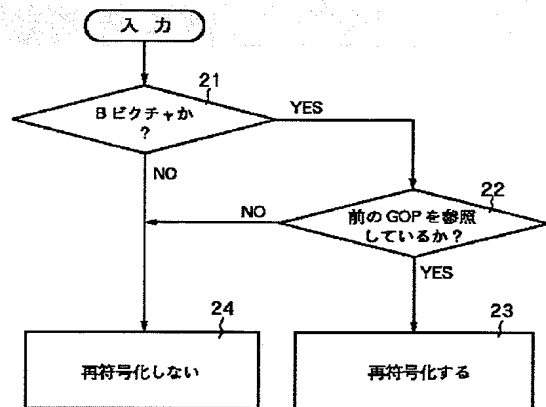 入力
21
Bピクチャか
?
YES
NO
22
前のGOPを参照
しているか?
NO
YES
24
再符号化しない
23
再符号化する